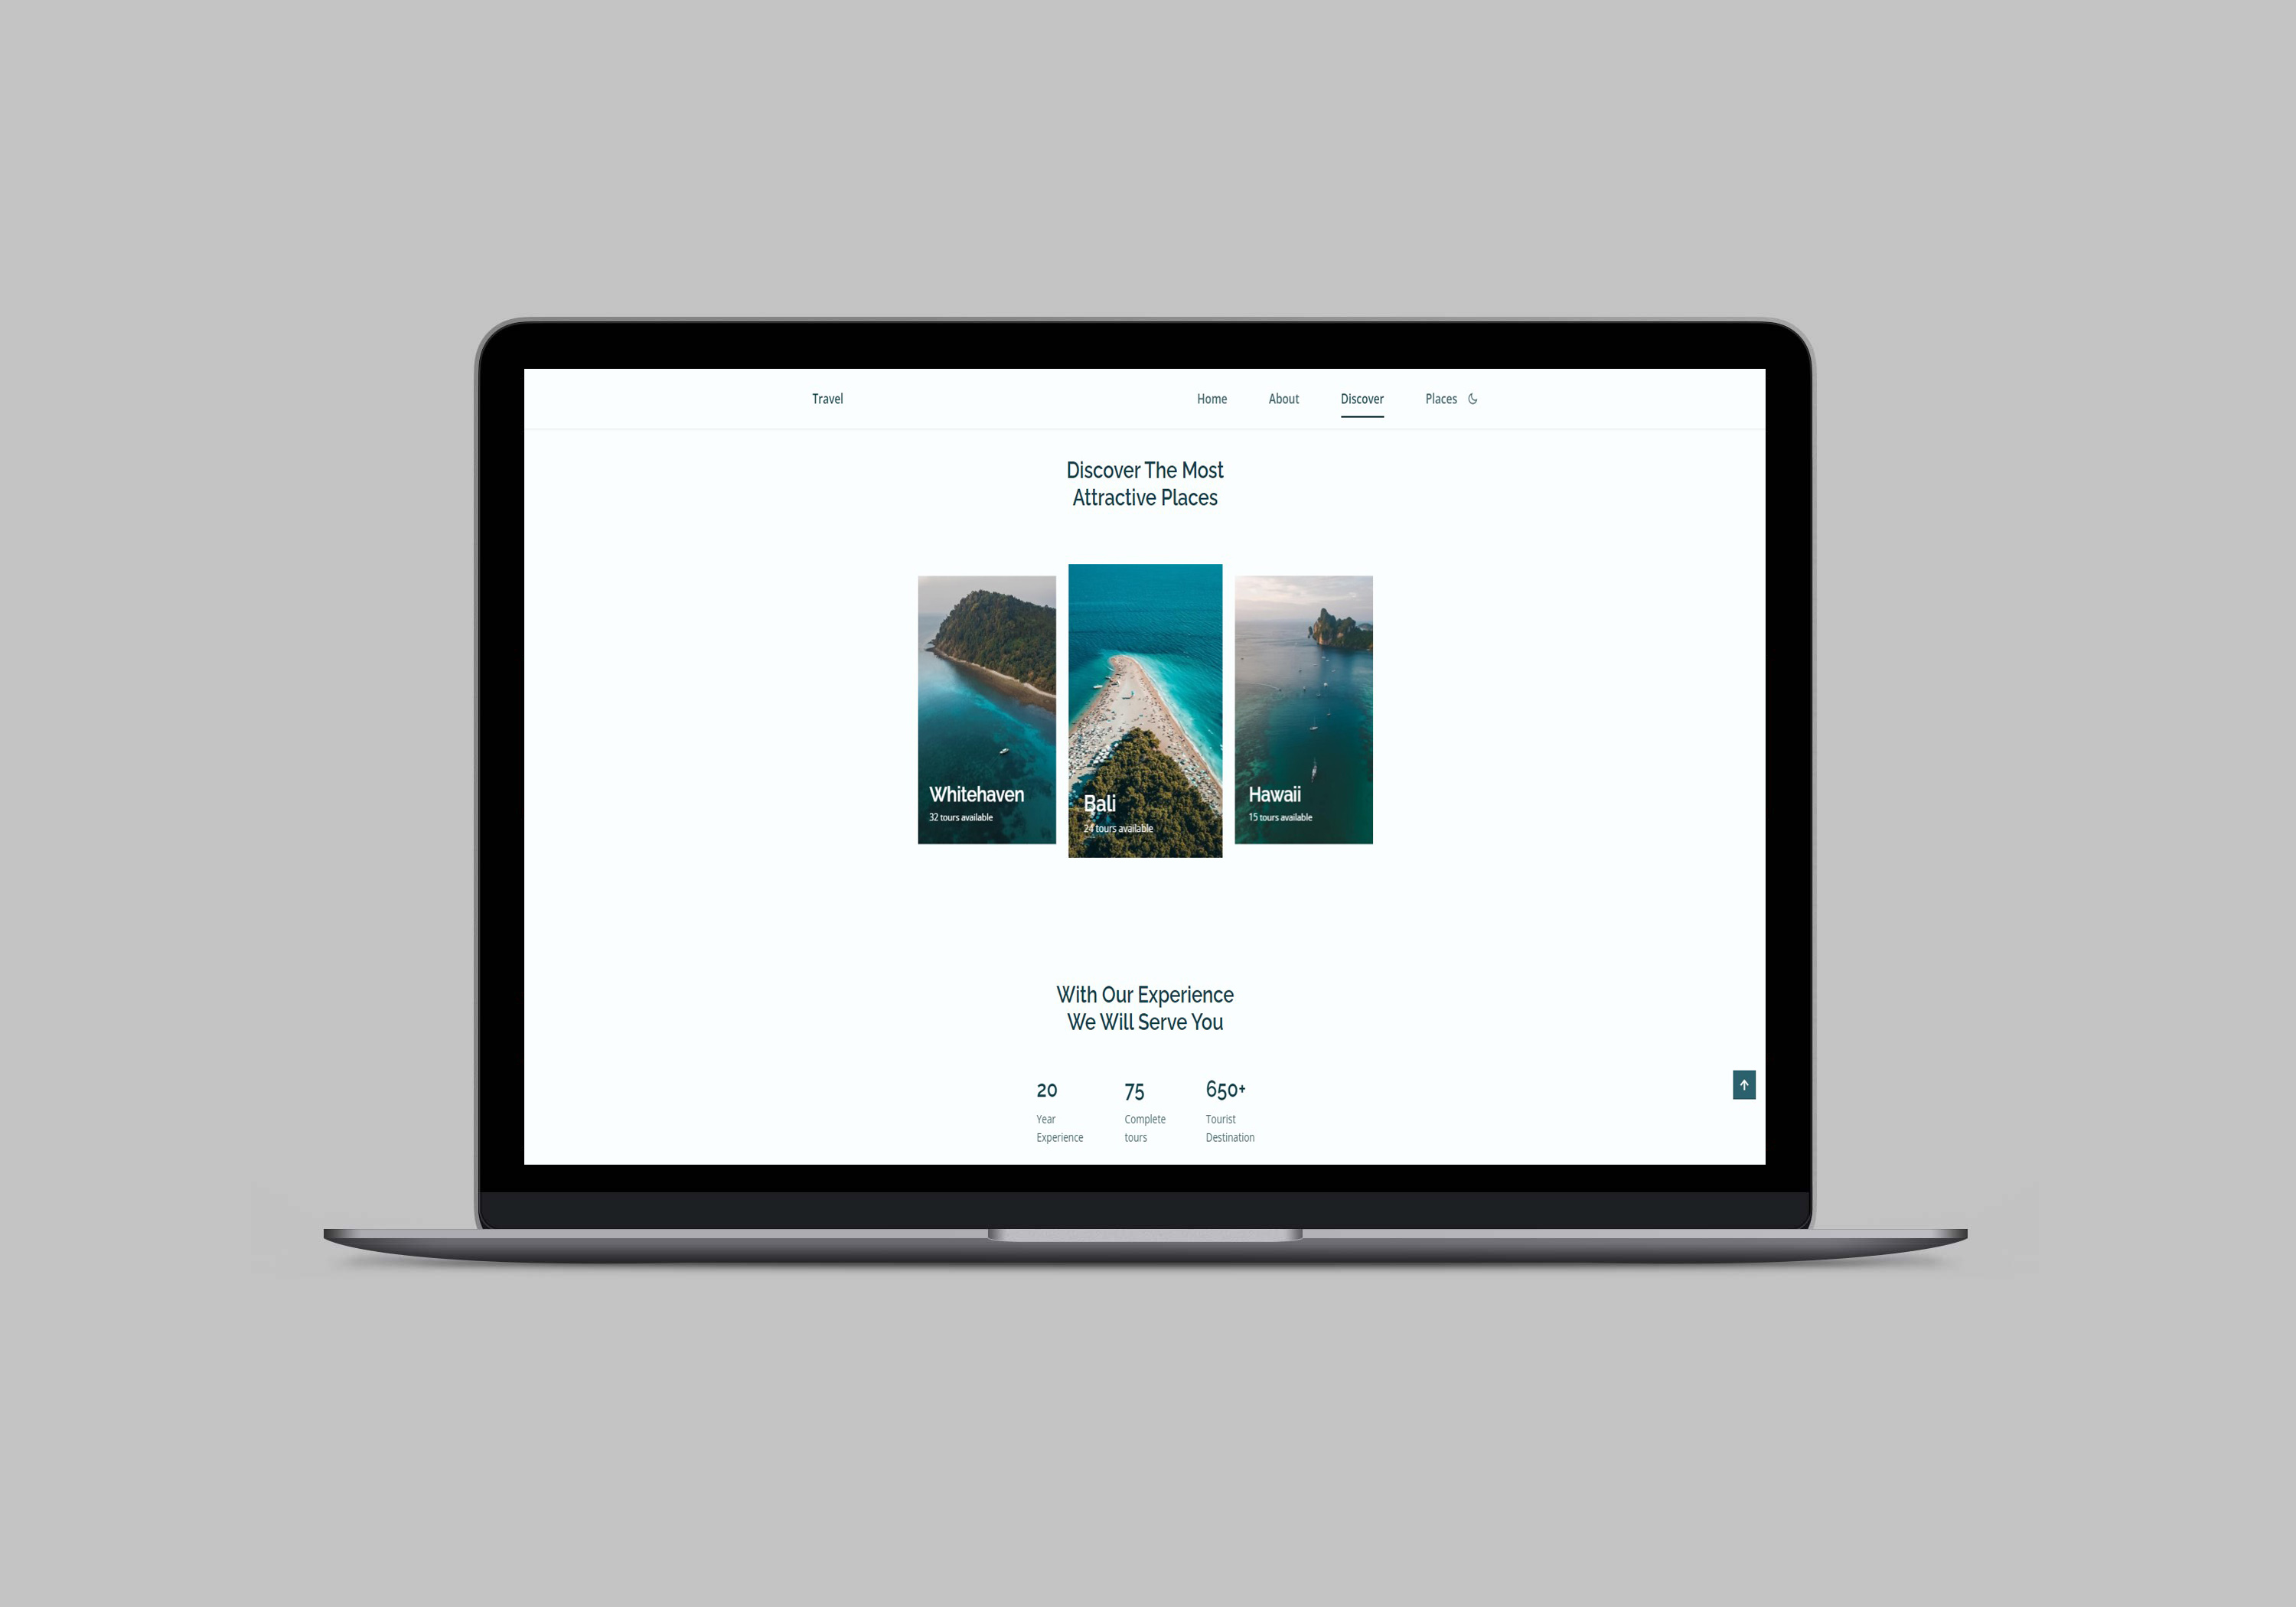 Travel Home About Discover Places
Discover The Most
Attractive Places
Whitehaven
32 tours available
Bali
24 tours available
Hawaii
15 tours available
With Our Experience
We Will Serve You
20 75 650+
Year Complete Tourist
Experience tours Destination